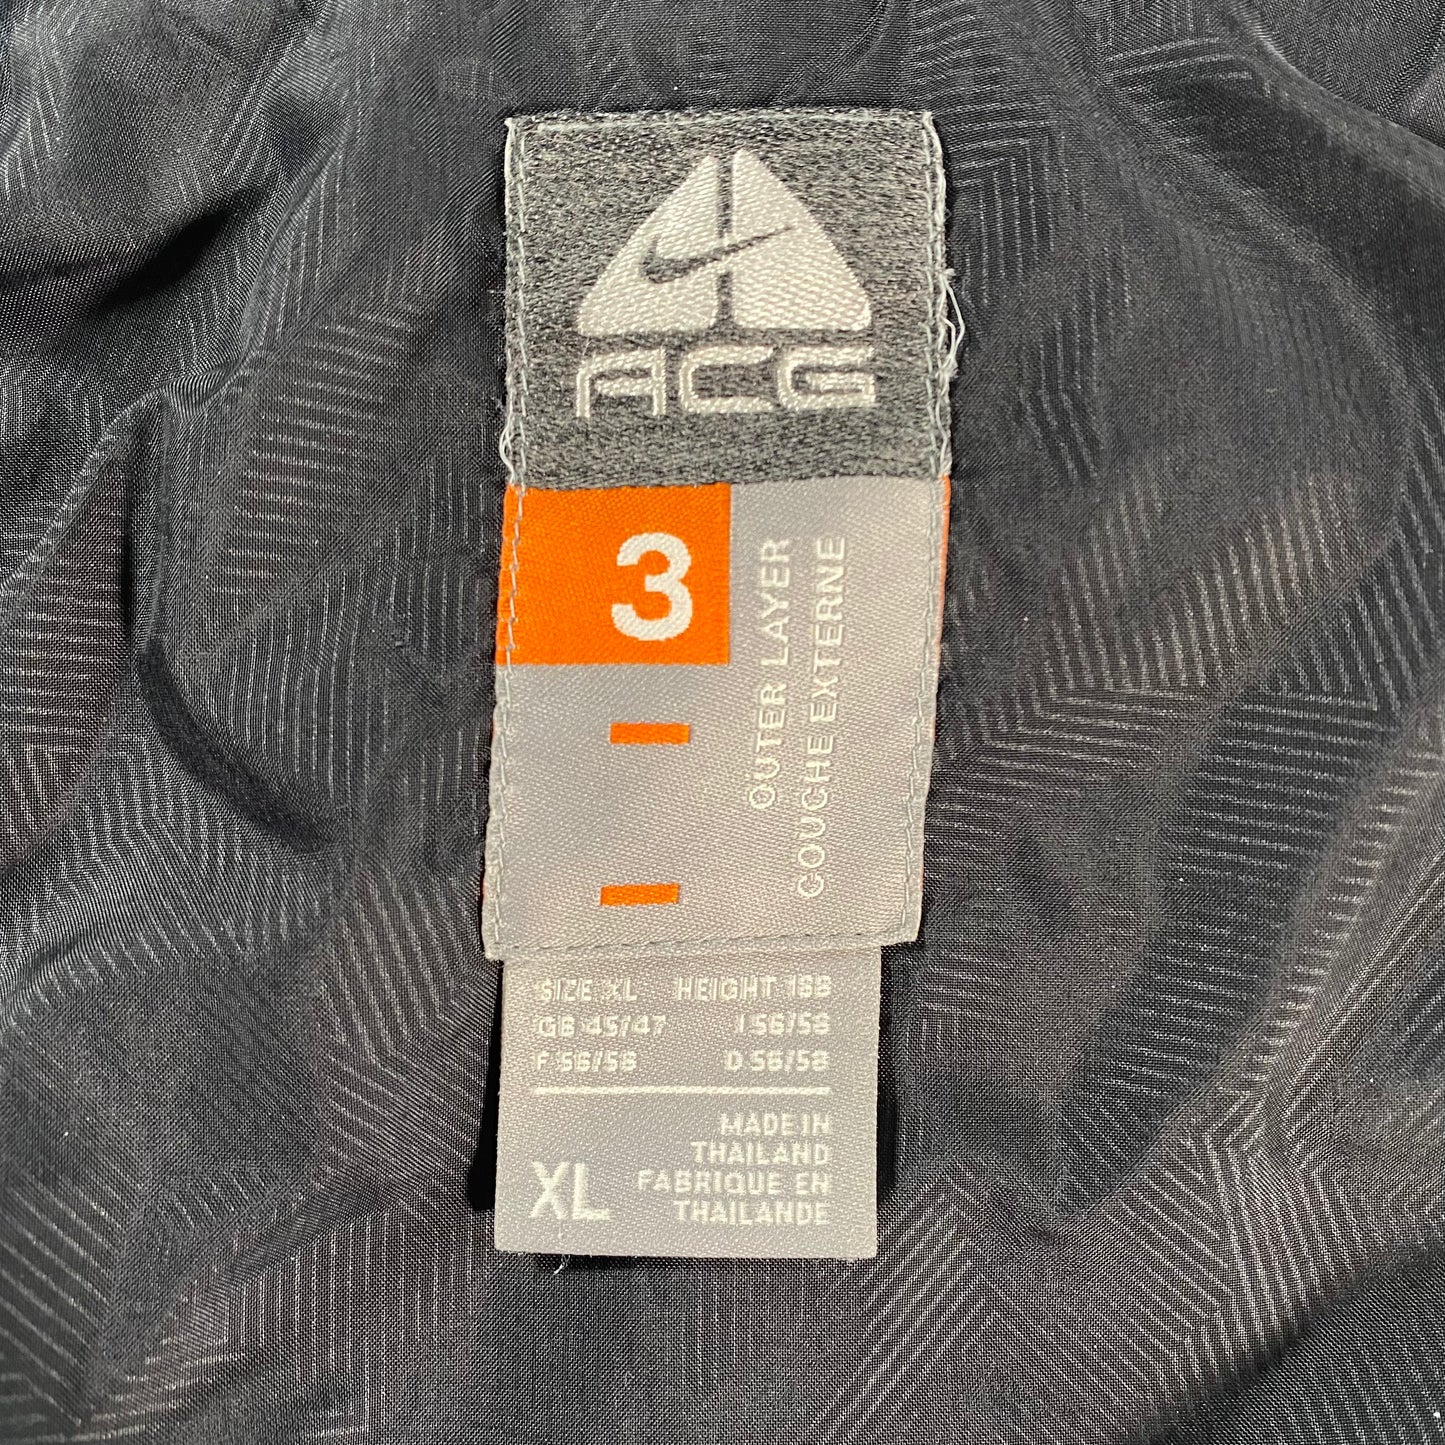 ACG
3
OUTER LAYER
COUCHE EXTERNE
SIZE XL HEIGHT 188
GB 45/47 I 56/58
F 56/58 D 56/58
XL
MADE IN
THAILAND
FABRIQUE EN
THAILANDE